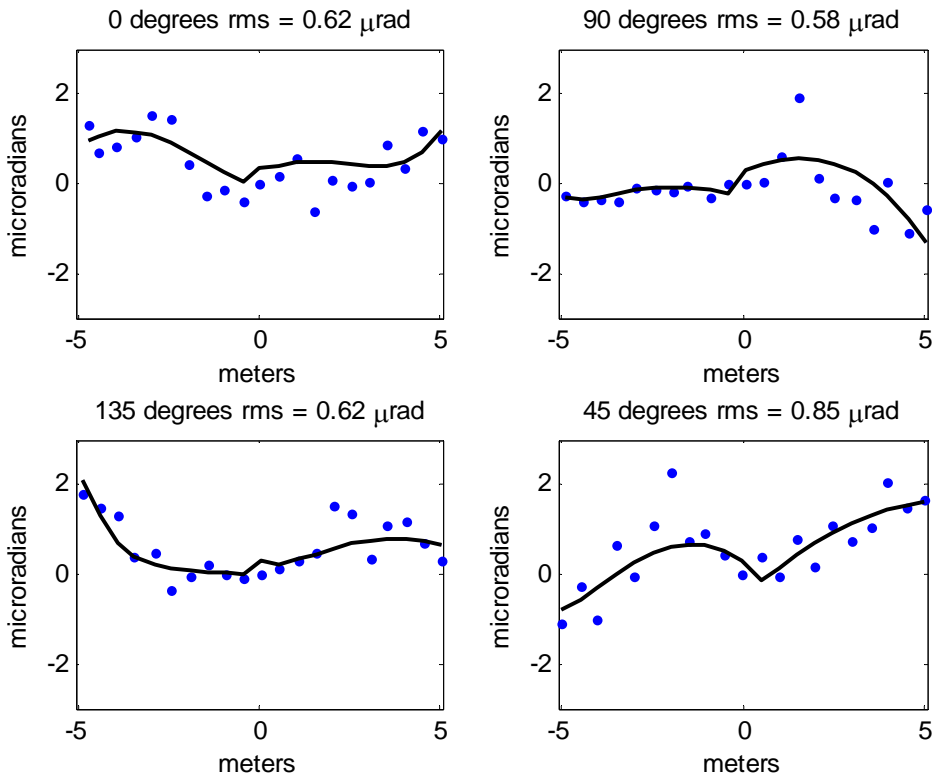 0 degrees rms = 0.62 μrad
90 degrees rms = 0.58 μrad
microradians
2
0
-2
-5
0
5
meters
microradians
2
0
-2
-5
0
5
meters
135 degrees rms = 0.62 μrad
45 degrees rms = 0.85 μrad
microradians
2
0
-2
-5
0
5
meters
microradians
2
0
-2
-5
0
5
meters